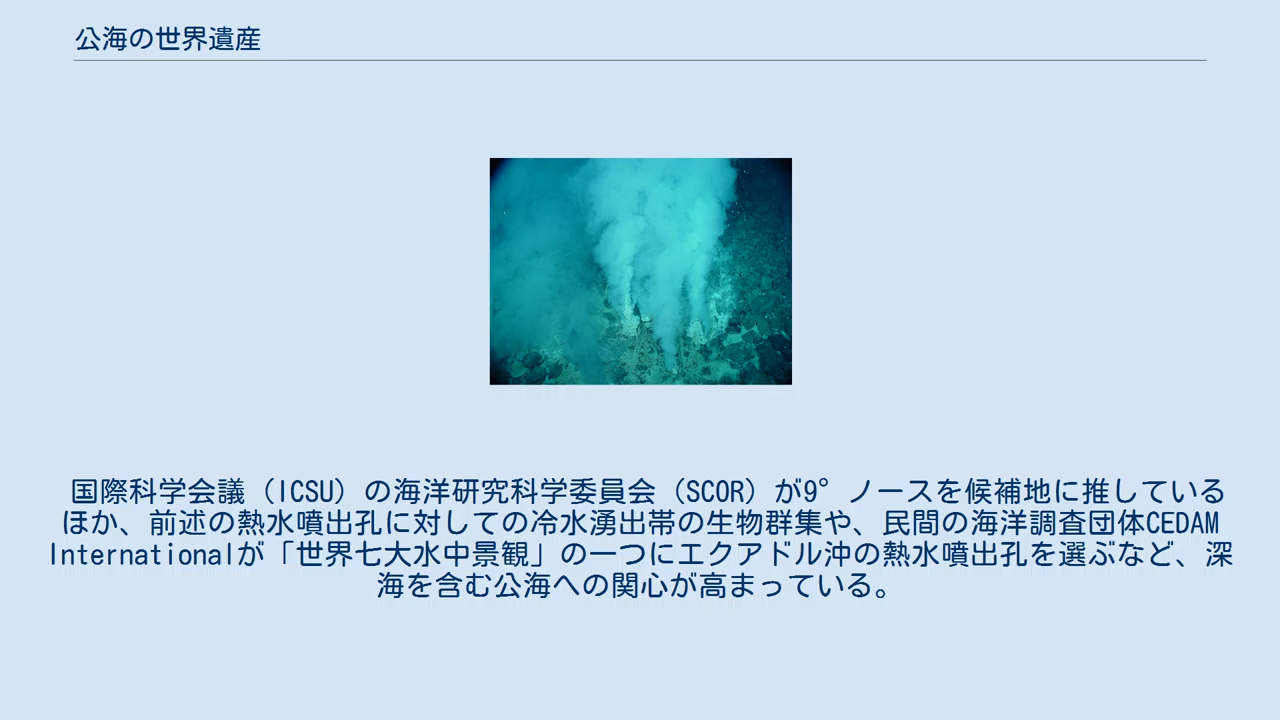 公海の世界遺産
国際科学会議（ICSU）の海洋研究科学委員会（SCOR）が9°ノースを候補地に推している
ほか、前述の熱水噴出孔に対しての冷水湧出帯の生物群集や、民間の海洋調査団体CEDAM
Internationalが「世界七大水中景観」の一つにエクアドル沖の熱水噴出孔を選ぶなど、深
海を含む公海への関心が高まっている。